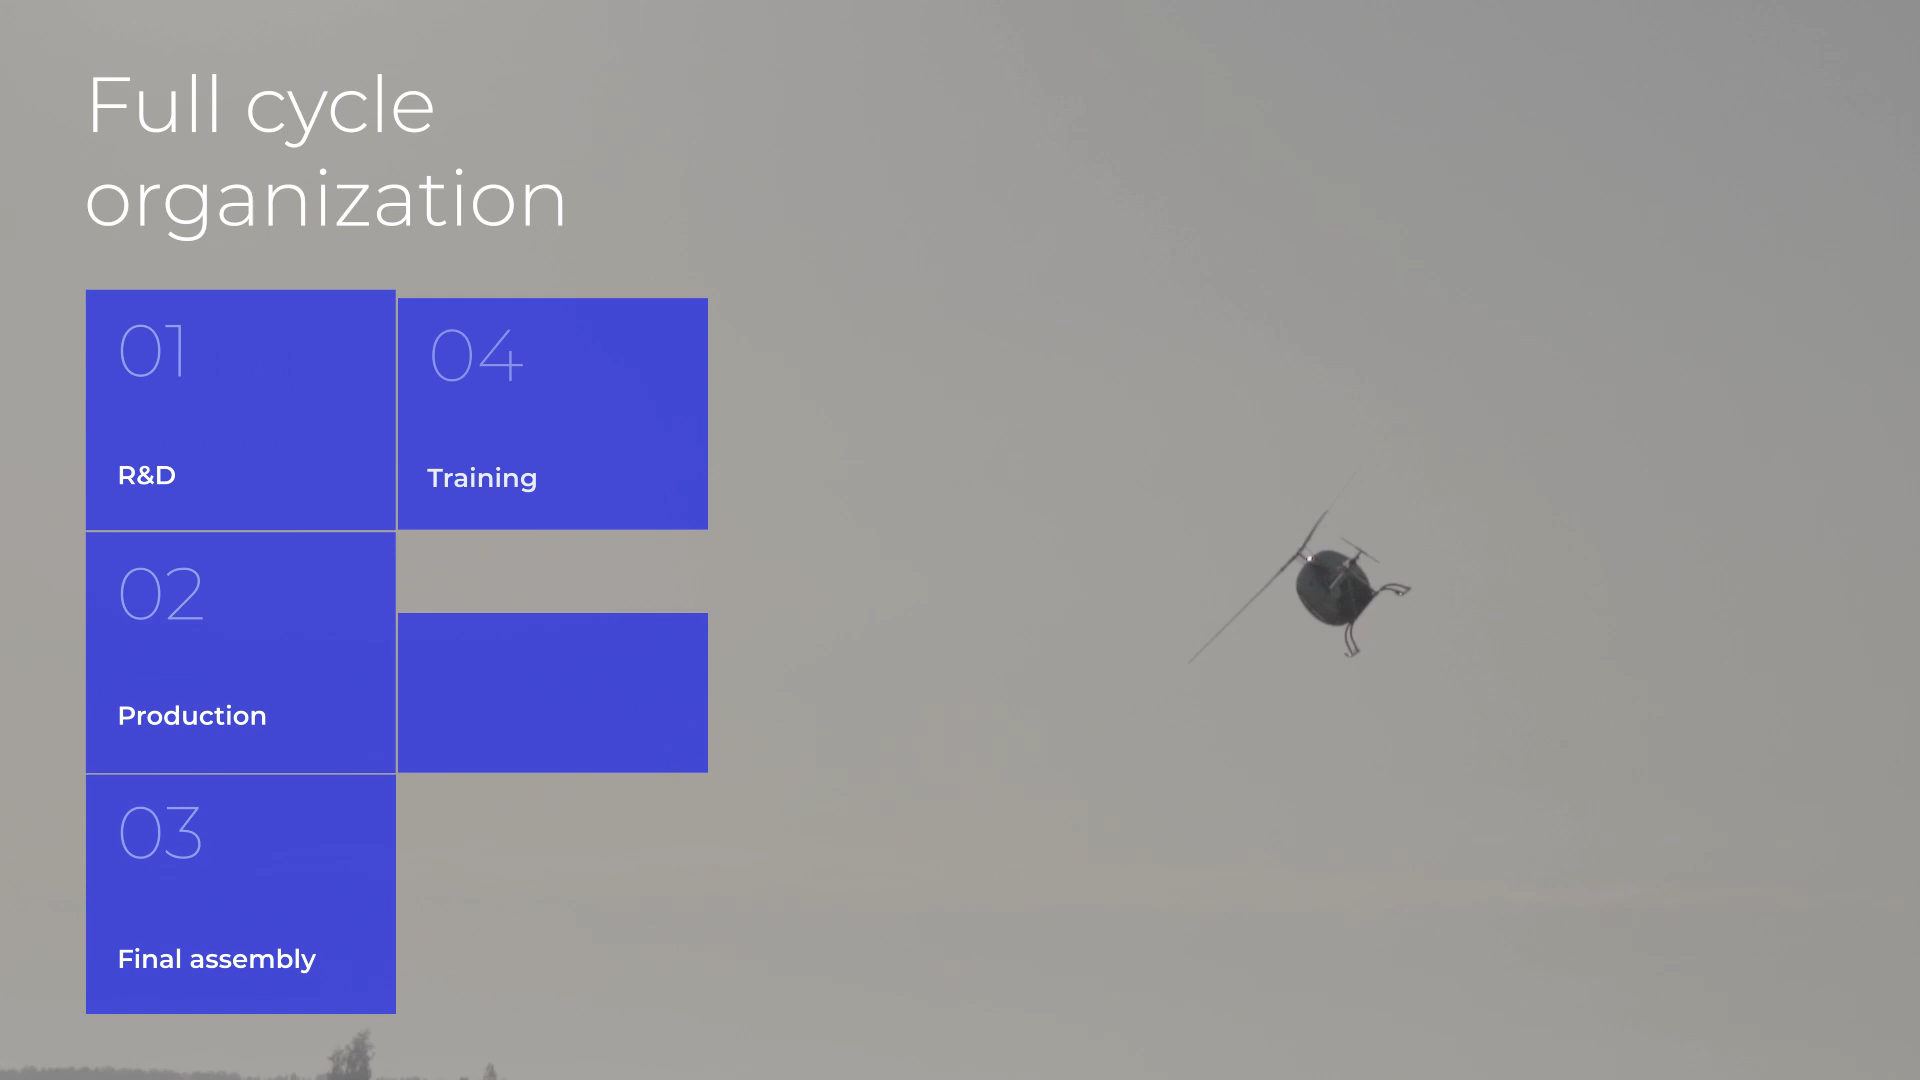 Full cycle
organization
01
R&D
02
Production
03
Final assembly
04
Training